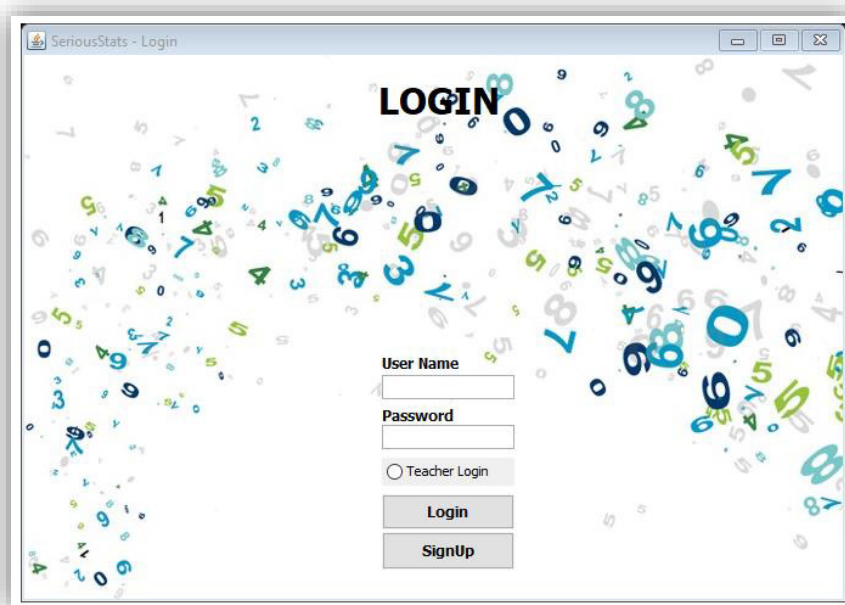 SeriousStats - Login
LOGIN
User Name
Password
Teacher Login
Login
SignUp